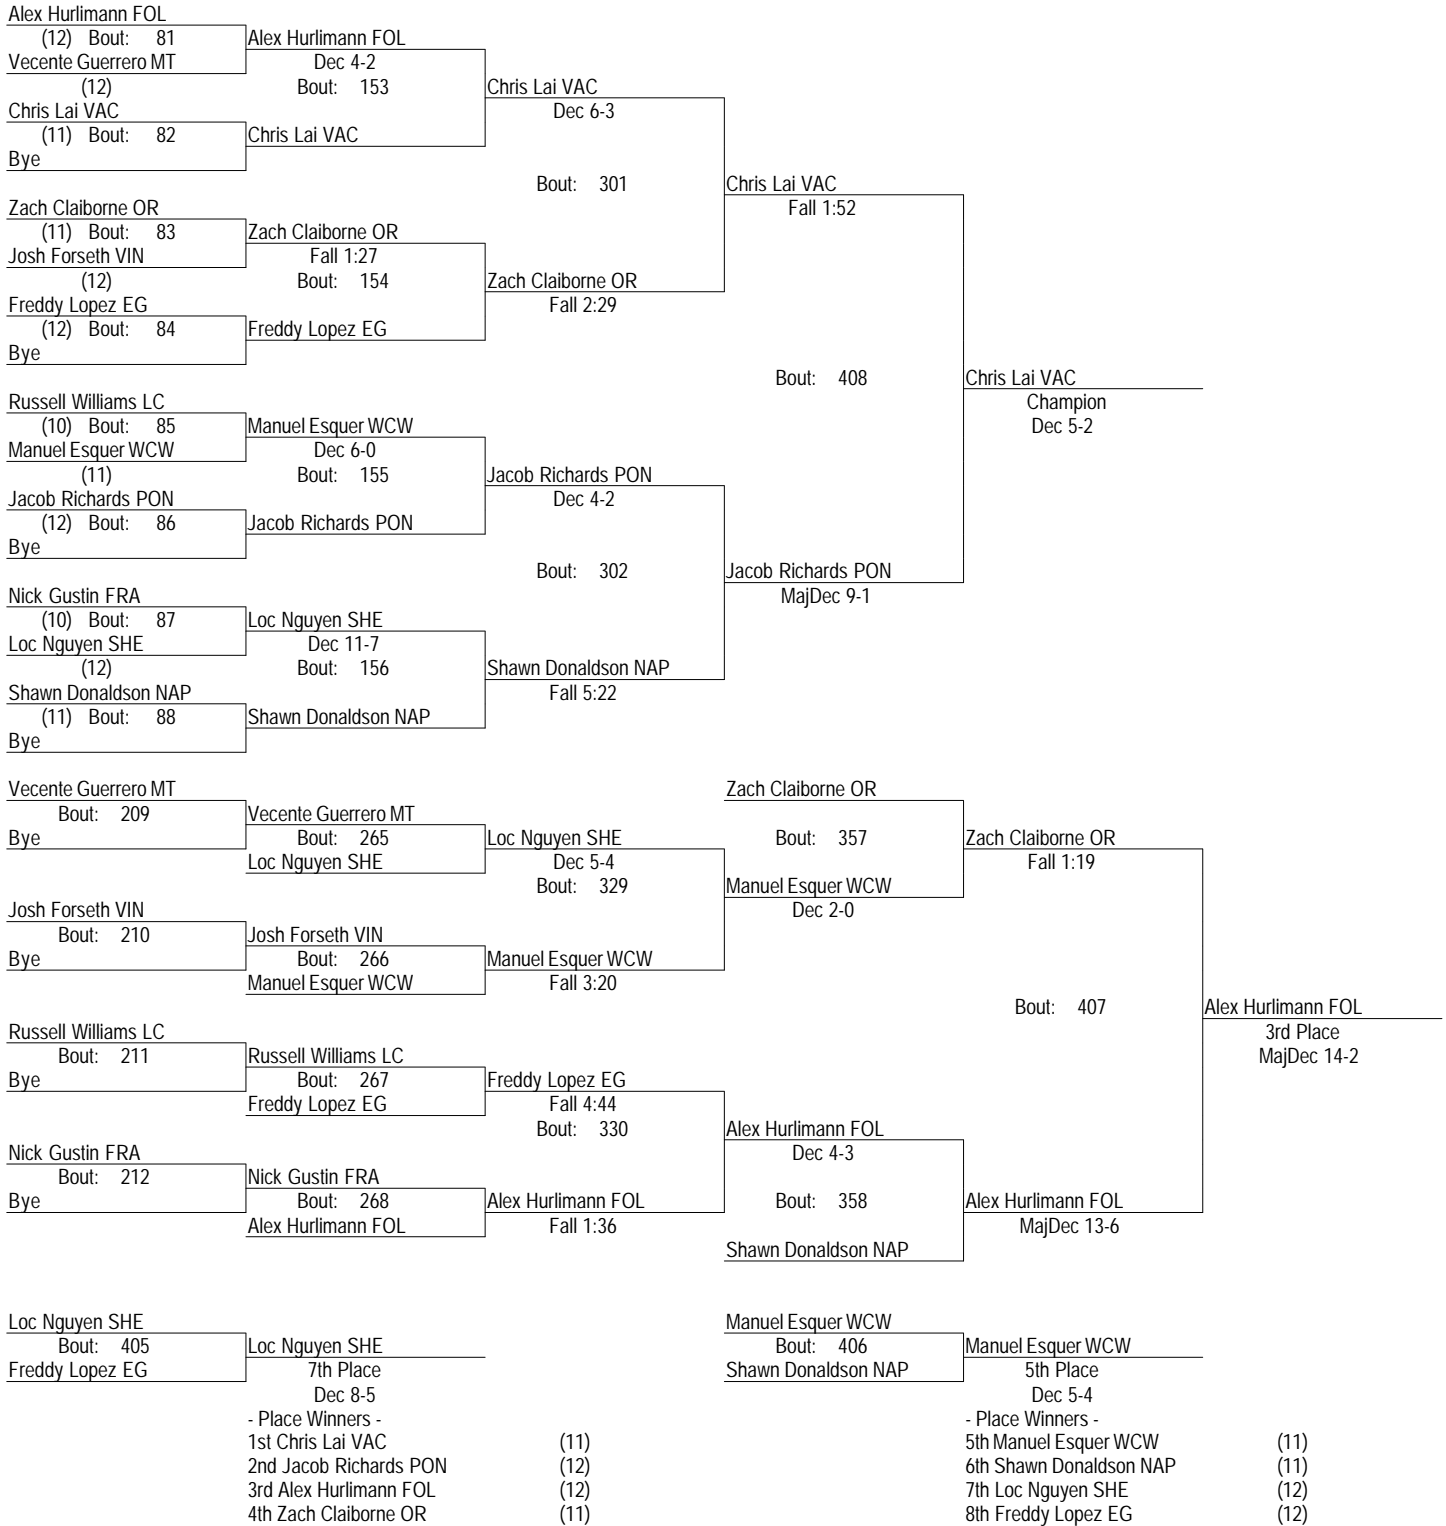 Alex Hurlimann FOL
(12) Bout: 81 Alex Hurlimann FOL
Vecente Guerrero MT Dec 4-2
(12) Bout: 153 Chris Lai VAC
Chris Lai VAC Dec 6-3
(11) Bout: 82 Chris Lai VAC
Bye
Bout: 301 Chris Lai VAC
Zach Claiborne OR Fall 1:52
(11) Bout: 83 Zach Claiborne OR
Josh Forseth VIN Fall 1:27
(12) Bout: 154 Zach Claiborne OR
Freddy Lopez EG Fall 2:29
(12) Bout: 84 Freddy Lopez EG
Bye
Bout: 408 Chris Lai VAC
Russell Williams LC Champion
(10) Bout: 85 Manuel Esquer WCW Dec 5-2
Manuel Esquer WCW Dec 6-0
(11) Bout: 155 Jacob Richards PON
Jacob Richards PON Dec 4-2
(12) Bout: 86 Jacob Richards PON
Bye
Bout: 302 Jacob Richards PON
Nick Gustin FRA MajDec 9-1
(10) Bout: 87 Loc Nguyen SHE
Loc Nguyen SHE Dec 11-7
(12) Bout: 156 Shawn Donaldson NAP
Shawn Donaldson NAP Fall 5:22
(11) Bout: 88 Shawn Donaldson NAP
Bye
Vecente Guerrero MT Zach Claiborne OR
Bout: 209 Vecente Guerrero MT
Bye Bout: 265 Loc Nguyen SHE Bout: 357 Zach Claiborne OR
Loc Nguyen SHE Dec 5-4 Fall 1:19
Bout: 329 Manuel Esquer WCW
Josh Forseth VIN Dec 2-0
Bout: 210 Josh Forseth VIN
Bye Bout: 266 Manuel Esquer WCW
Manuel Esquer WCW Fall 3:20
Bout: 407 Alex Hurlimann FOL
Russell Williams LC 3rd Place
Bout: 211 Russell Williams LC MajDec 14-2
Bye Bout: 267 Freddy Lopez EG
Freddy Lopez EG Fall 4:44
Bout: 330 Alex Hurlimann FOL
Nick Gustin FRA Dec 4-3
Bout: 212 Nick Gustin FRA
Bye Bout: 268 Alex Hurlimann FOL Bout: 358 Alex Hurlimann FOL
Alex Hurlimann FOL Fall 1:36 MajDec 13-6
Shawn Donaldson NAP
Loc Nguyen SHE Manuel Esquer WCW
Bout: 405 Loc Nguyen SHE Bout: 406 Manuel Esquer WCW
Freddy Lopez EG 7th Place Shawn Donaldson NAP 5th Place
Dec 8-5 Dec 5-4
- Place Winners - - Place Winners -
1st Chris Lai VAC (11) 5th Manuel Esquer WCW (11)
2nd Jacob Richards PON (12) 6th Shawn Donaldson NAP (11)
3rd Alex Hurlimann FOL (12) 7th Loc Nguyen SHE (12)
4th Zach Claiborne OR (11) 8th Freddy Lopez EG (12)